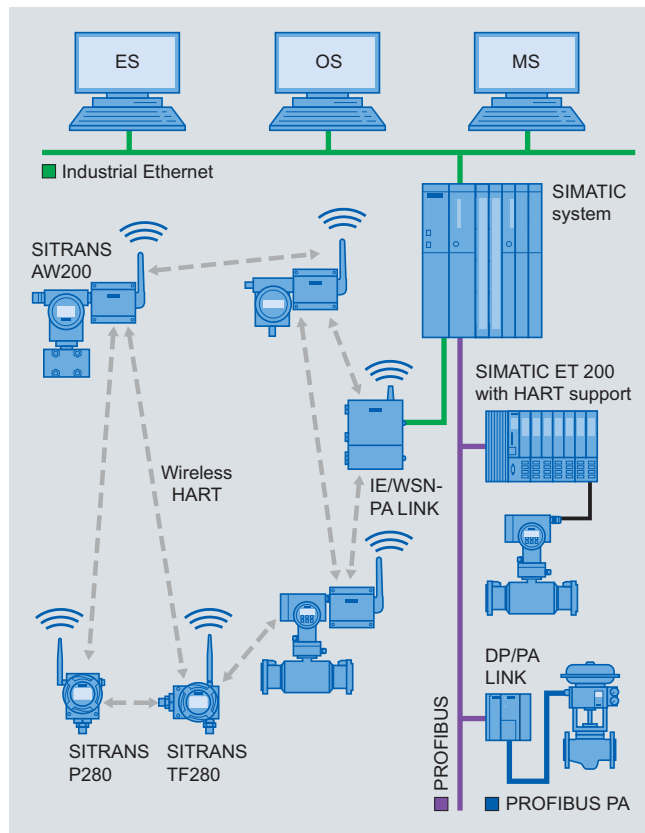 ES
OS
MS
Industrial Ethernet
SIMATIC
system
SITRANS
AW200
SIMATIC ET 200
with HART support
Wireless
HART
IE/WSN-
PA LINK
DP/PA
LINK
SITRANS
P280
SITRANS
TF280
PROFIBUS
PROFIBUS PA